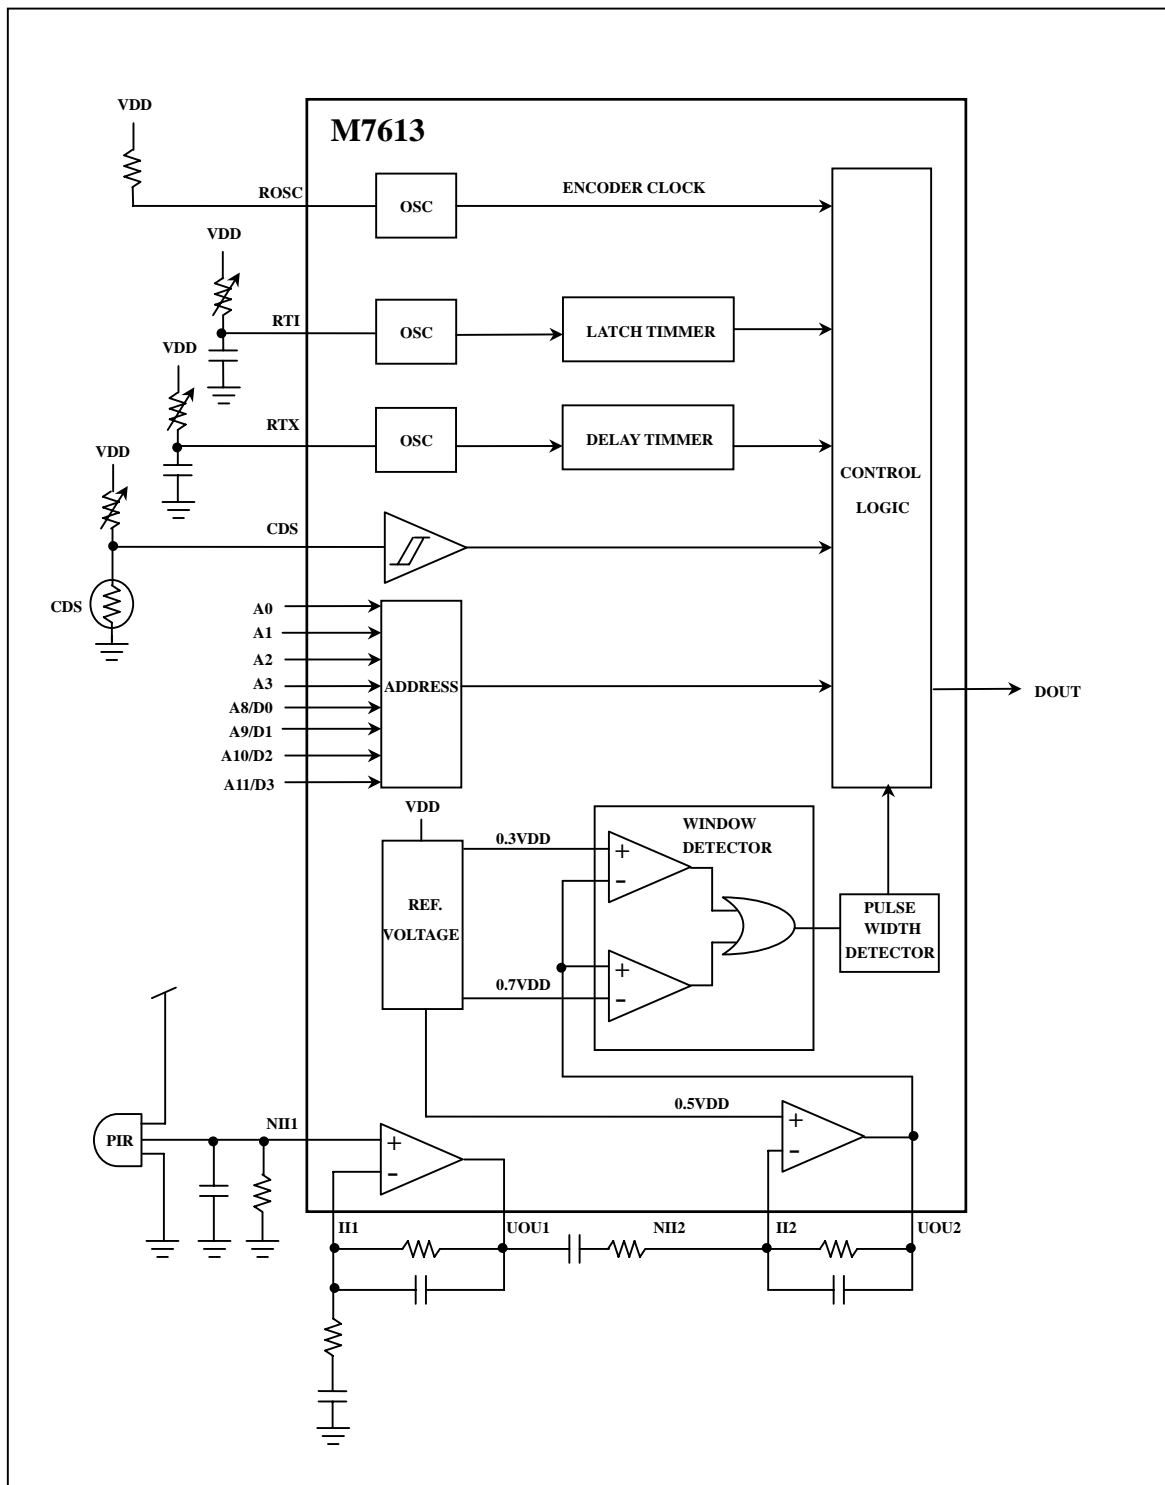 VDD
M7613
ROSC
OSC
ENCODER CLOCK
VDD
RTI
OSC
LATCH TIMMER
VDD
RTX
OSC
DELAY TIMMER
VDD
CONTROL
LOGIC
CDS
CDS
A0
A1
A2
A3
A8/D0
A9/D1
A10/D2
A11/D3
ADDRESS
DOUT
VDD
0.3VDD
WINDOW
DETECTOR
+
-
REF.
VOLTAGE
PULSE
WIDTH
DETECTOR
+
-
0.7VDD
0.5VDD
NII1
PIR
+
-
+
-
II1
UOU1
NII2
II2
UOU2